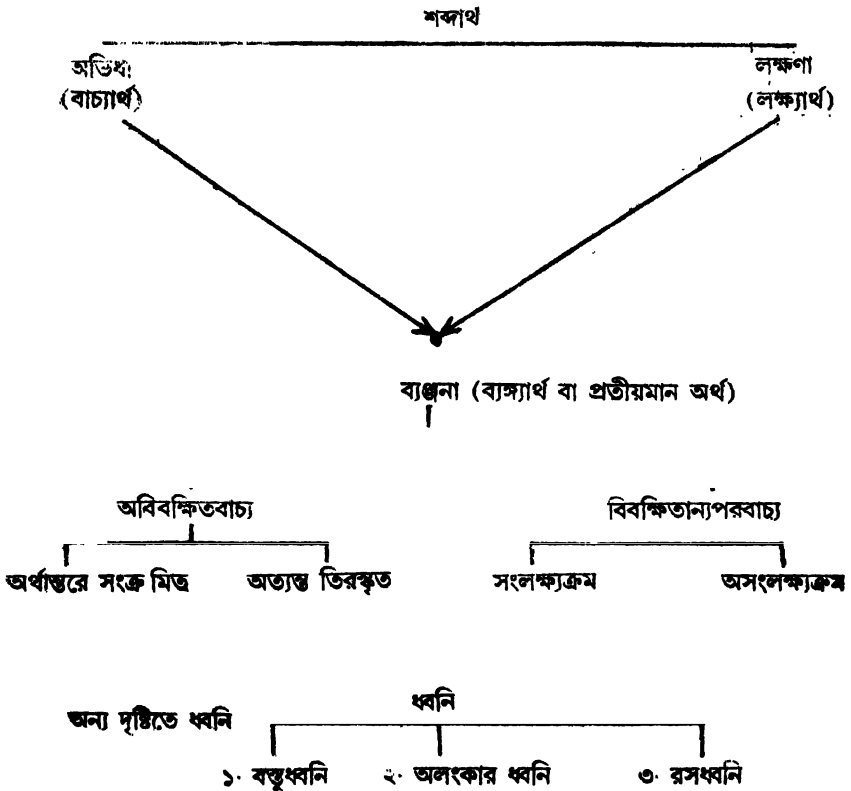 শব্দার্থ
অভিধা লক্ষণা
(বাচ্যার্থ) (লক্ষ্যার্থ)
ব্যঞ্জনা (ব্যঙ্গ্যার্থ বা প্রতীয়মান অর্থ)
অবিবক্ষিতবাচ্য বিবক্ষিতান্যপরবাচ্য
অর্থান্তরে সংক্রমিত অত্যন্ত তিরস্কৃত সংলক্ষ্যক্রম অসংলক্ষ্যক্রম
ধ্বনি
অন্য দৃষ্টিতে ধ্বনি
১. বস্তুধ্বনি ২. অলংকার ধ্বনি ৩. রসধ্বনি